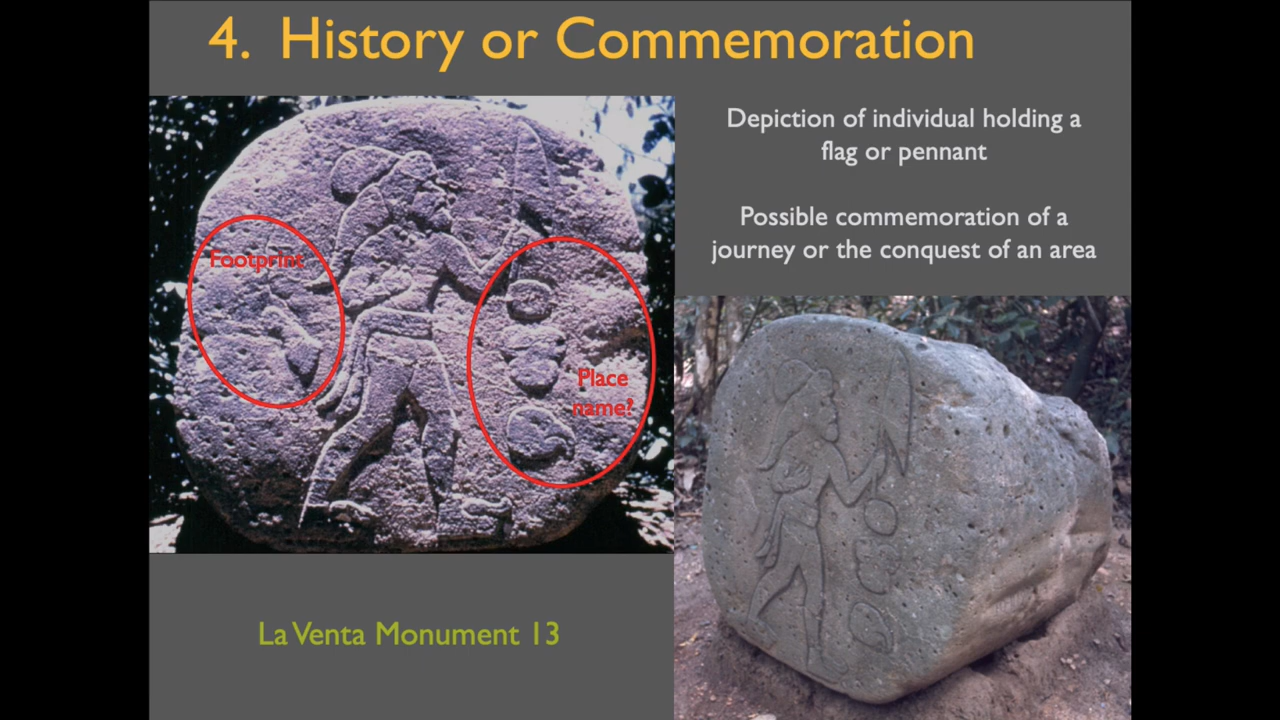 4. History or Commemoration
Depiction of individual holding a
flag or pennant
Possible commemoration of a
journey or the conquest of an area
Footprint
Place
name?
La Venta Monument 13